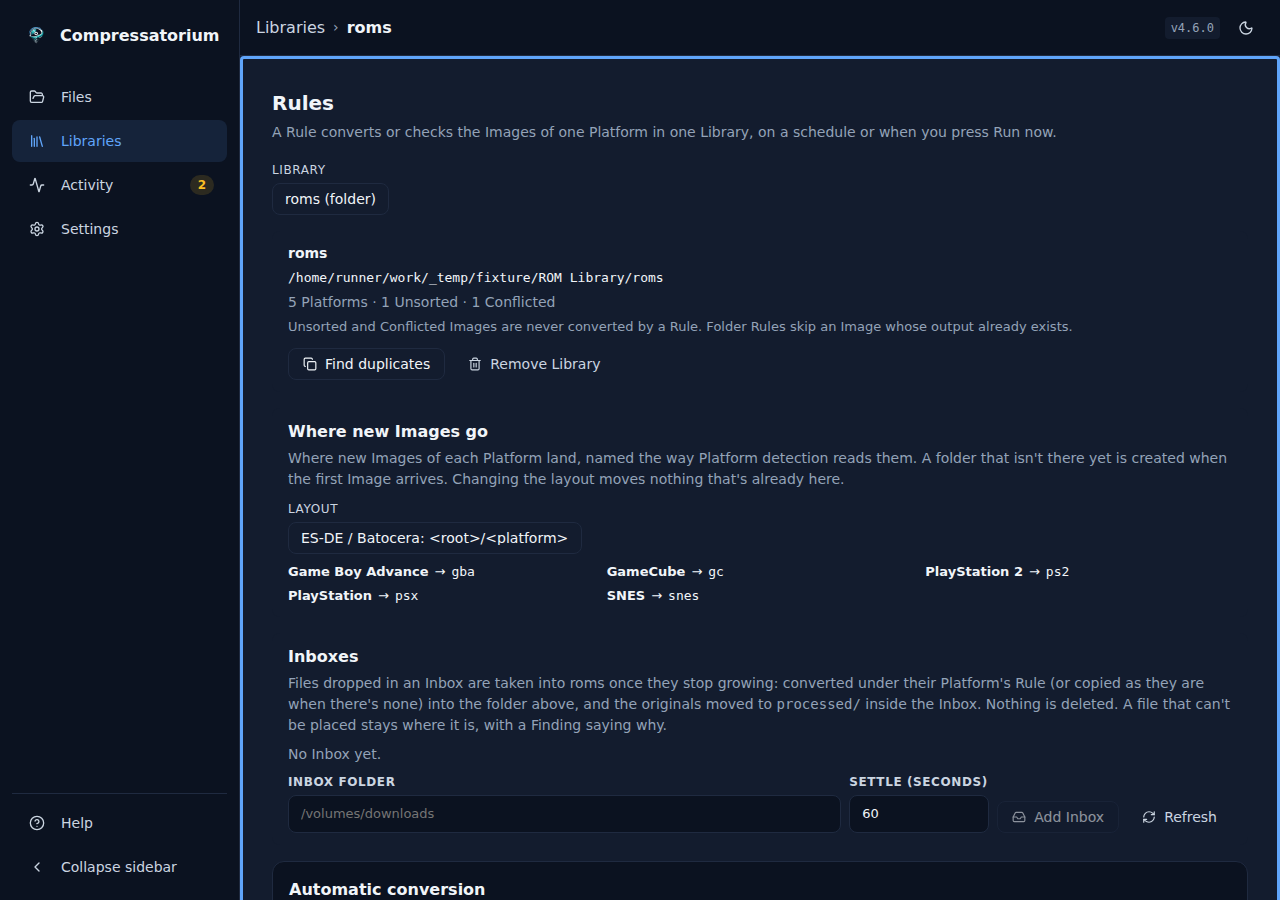 Compressatorium
Libraries › roms
v4.6.0
Files
Libraries
Activity 2
Settings
Help
Collapse sidebar
Rules
A Rule converts or checks the Images of one Platform in one Library, on a schedule or when you press Run now.
LIBRARY
roms (folder)
roms
/home/runner/work/_temp/fixture/ROM Library/roms
5 Platforms · 1 Unsorted · 1 Conflicted
Unsorted and Conflicted Images are never converted by a Rule. Folder Rules skip an Image whose output already exists.
Find duplicates Remove Library
Where new Images go
Where new Images of each Platform land, named the way Platform detection reads them. A folder that isn't there yet is created when
the first Image arrives. Changing the layout moves nothing that's already here.
LAYOUT
ES-DE / Batocera: <root>/<platform>
Game Boy Advance → gba GameCube → gc PlayStation 2 → ps2
PlayStation → psx SNES → snes
Inboxes
Files dropped in an Inbox are taken into roms once they stop growing: converted under their Platform's Rule (or copied as they are
when there's none) into the folder above, and the originals moved to processed/ inside the Inbox. Nothing is deleted. A file that can't
be placed stays where it is, with a Finding saying why.
No Inbox yet.
INBOX FOLDER SETTLE (SECONDS)
/volumes/downloads 60 Add Inbox Refresh
Automatic conversion